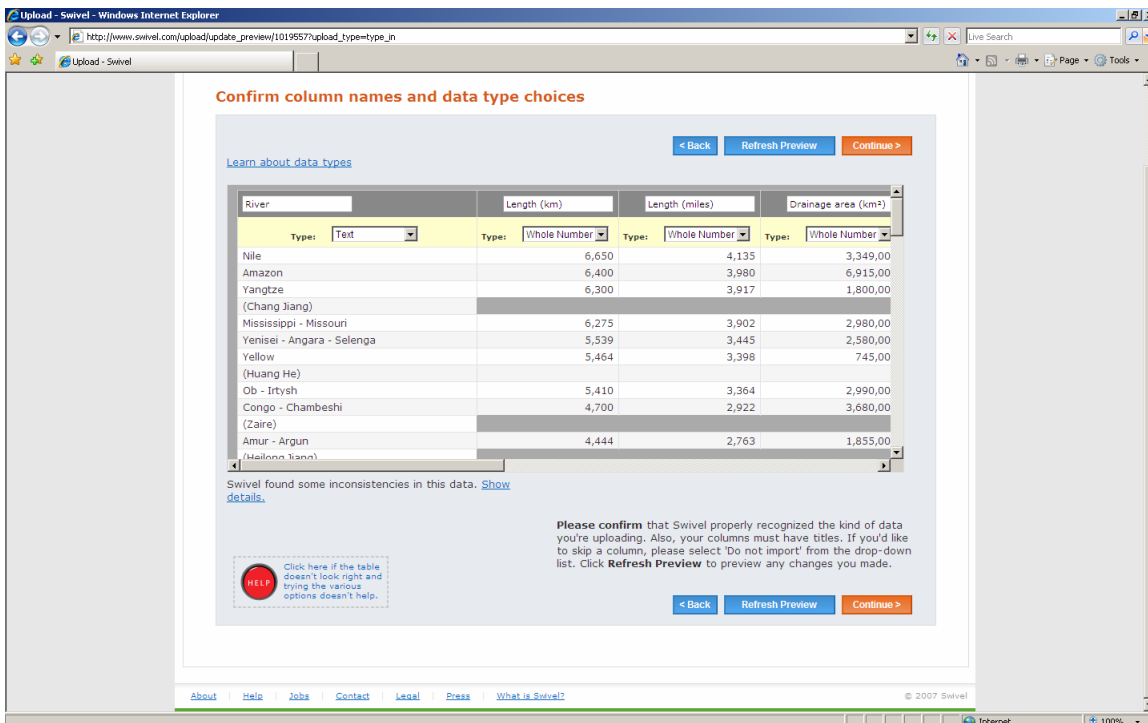 Upload - Swivel - Windows Internet Explorer
http://www.swivel.com/upload/update_preview/1019557?upload_type=type_in
Live Search
Upload - Swivel
Page
Tools
Confirm column names and data type choices
< Back
Refresh Preview
Continue >
Learn about data types
River
Length (km)
Length (miles)
Drainage area (km²)
Type: Text
Type: Whole Number
Type: Whole Number
Type: Whole Number
Nile 6,650 4,135 3,349,00
Amazon 6,400 3,980 6,915,00
Yangtze 6,300 3,917 1,800,00
(Chang Jiang)
Mississippi - Missouri 6,275 3,902 2,980,00
Yenisei - Angara - Selenga 5,539 3,445 2,580,00
Yellow 5,464 3,398 745,00
(Huang He)
Ob - Irtysh 5,410 3,364 2,990,00
Congo - Chambeshi 4,700 2,922 3,680,00
(Zaire)
Amur - Argun 4,444 2,763 1,855,00
(Heilong Jiang)
Swivel found some inconsistencies in this data. Show
details.
Please confirm that Swivel properly recognized the kind of data
you're uploading. Also, your columns must have titles. If you'd like
to skip a column, please select 'Do not import' from the drop-down
list. Click Refresh Preview to preview any changes you made.
HELP
Click here if the table
doesn't look right and
trying the various
options doesn't help.
< Back
Refresh Preview
Continue >
About
Help
Jobs
Contact
Legal
Press
What is Swivel?
© 2007 Swivel
Internet
100%